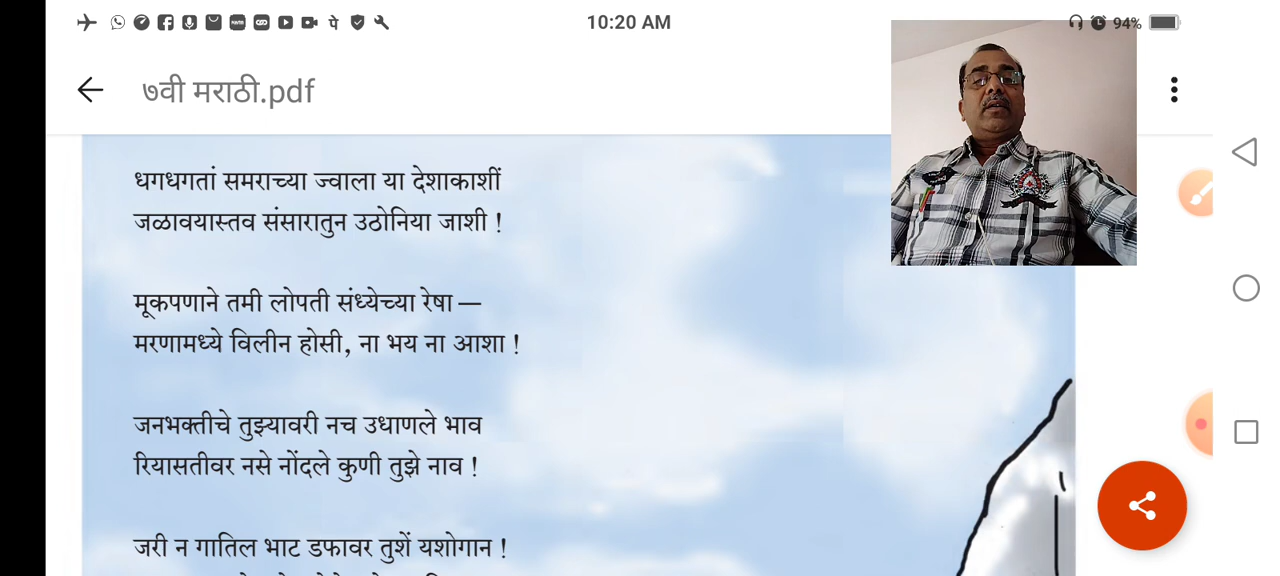 10:20 AM
94%
७वी मराठी.pdf
धगधगतां समराच्या ज्वाला या देशाकाशीं
जळावयास्तव संसारातुन उठोनिया जाशी !
मूकपणाने तमी लोपती संध्येच्या रेषा —
मरणामध्ये विलीन होसी, ना भय ना आशा !
जनभक्तीचे तुझ्यावरी नच उधाणले भाव
रियासतीवर नसे नोंदले कुणी तुझे नाव !
जरी न गातिल भाट डफावर तुझें यशोगान !